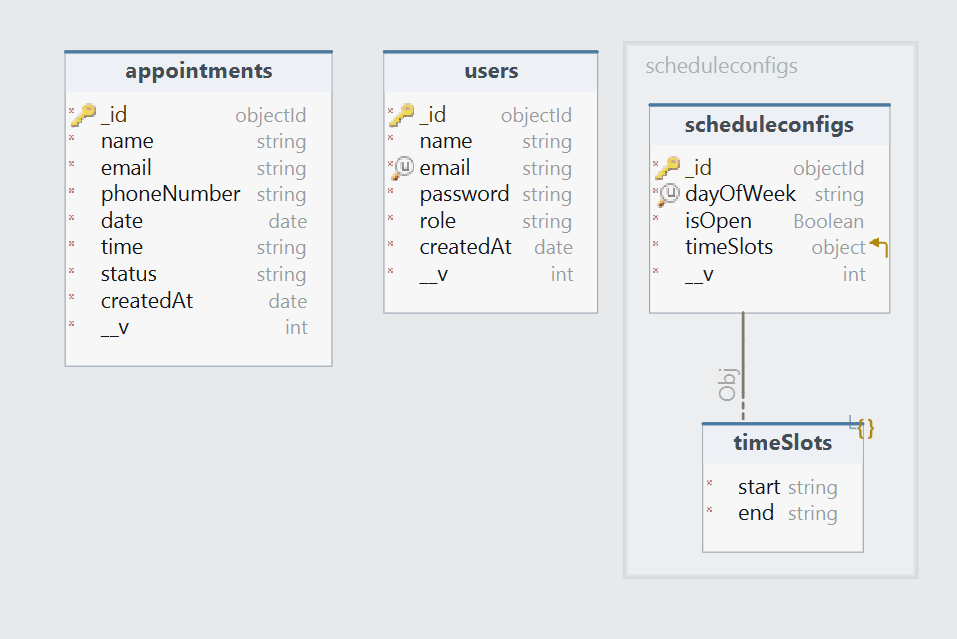 appointments
_id objectId
name string
email string
phoneNumber string
date date
time string
status string
createdAt date
__v int
users
_id objectId
name string
email string
password string
role string
createdAt date
__v int
scheduleconfigs
scheduleconfigs
_id objectId
dayOfWeek string
isOpen Boolean
timeSlots object
__v int
Obj
timeSlots
start string
end string